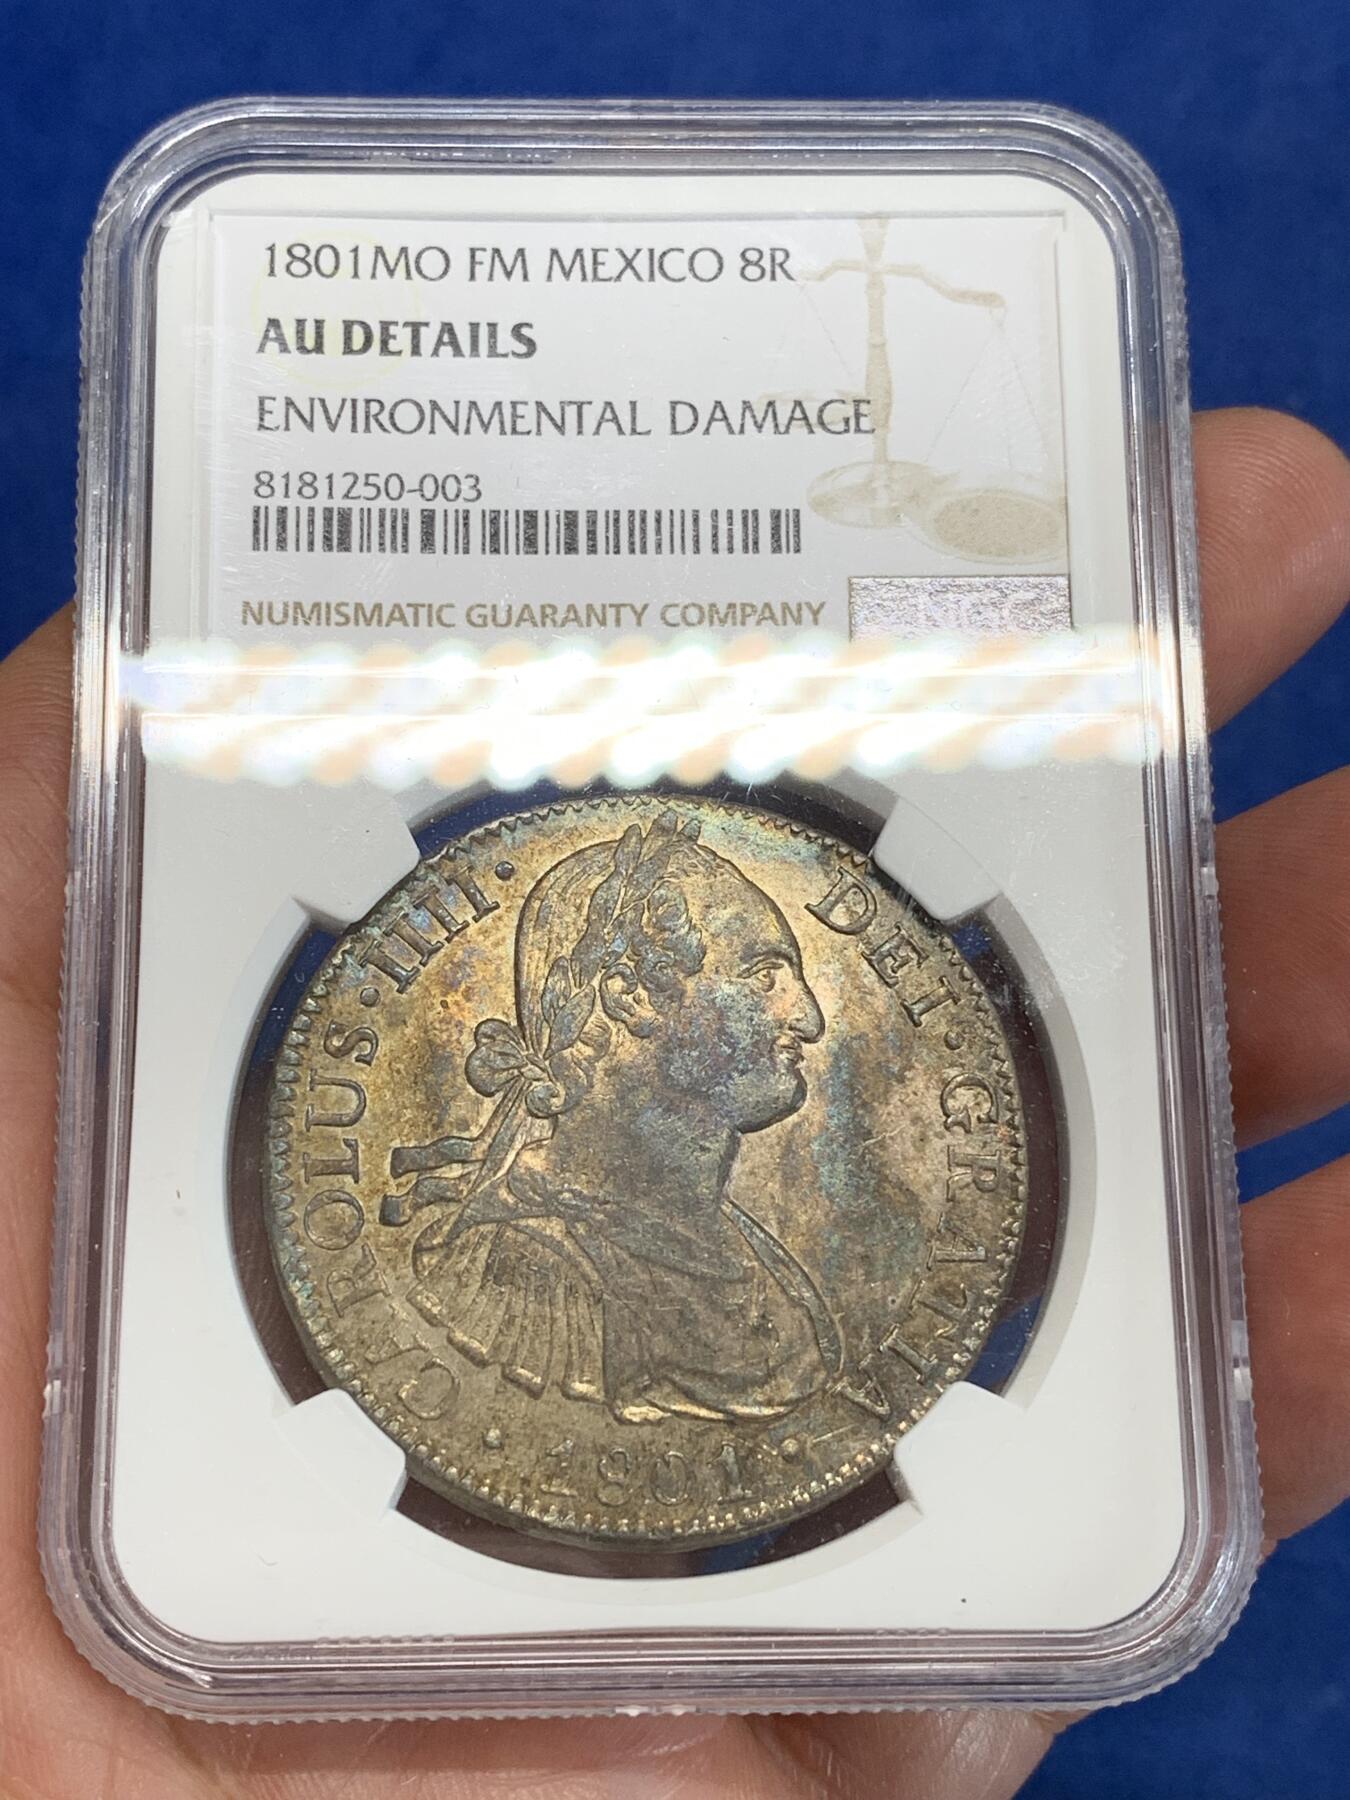 1801MO FM MEXICO 8R
AU DETAILS
ENVIRONMENTAL DAMAGE
8181250-003
NUMISMATIC GUARANTY COMPANY
CAROLUS · IIII · DEI · GRATIA
· 1801 ·